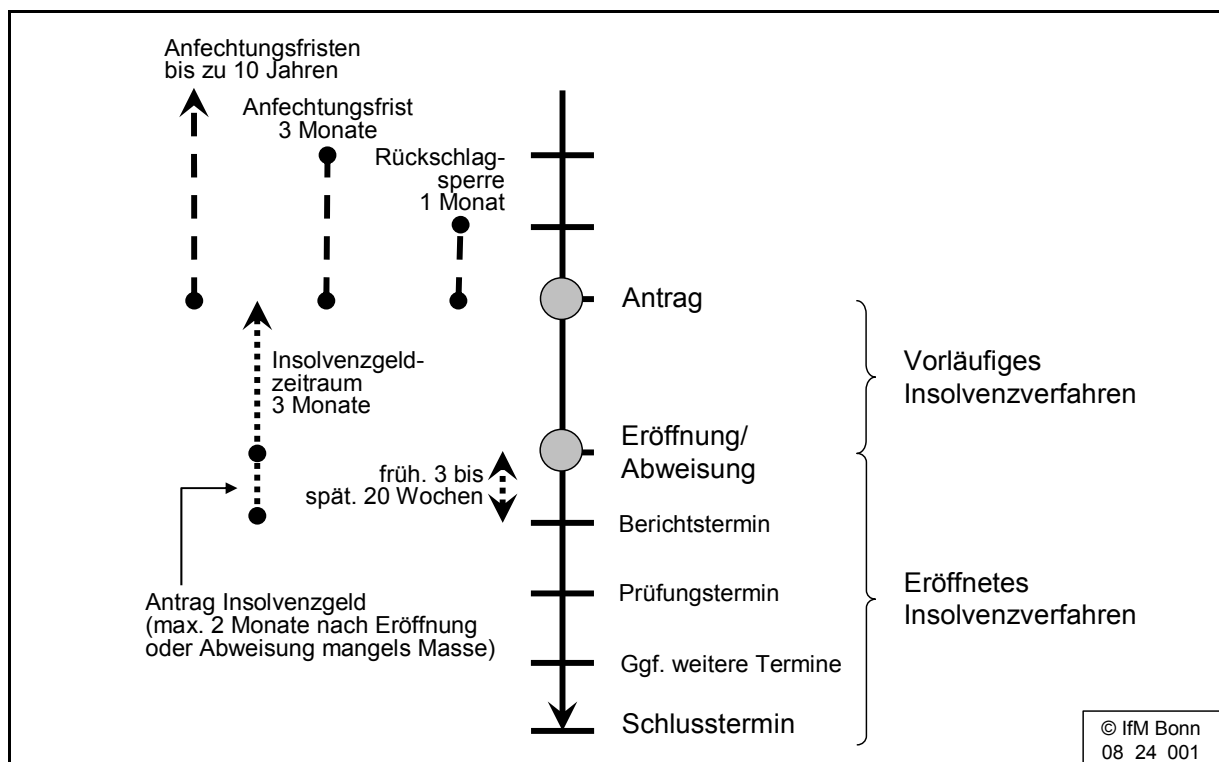 Anfechtungsfristen
bis zu 10 Jahren
Anfechtungsfrist
3 Monate
Rückschlag-
sperre
1 Monat
Antrag
Vorläufiges
Insolvenzverfahren
Insolvenzgeld-
zeitraum
3 Monate
Eröffnung/
Abweisung
früh. 3 bis
spät. 20 Wochen
Berichtstermin
Prüfungstermin
Eröffnetes
Insolvenzverfahren
Antrag Insolvenzgeld
(max. 2 Monate nach Eröffnung
oder Abweisung mangels Masse)
Ggf. weitere Termine
Schlusstermin
© IfM Bonn
08 24 001